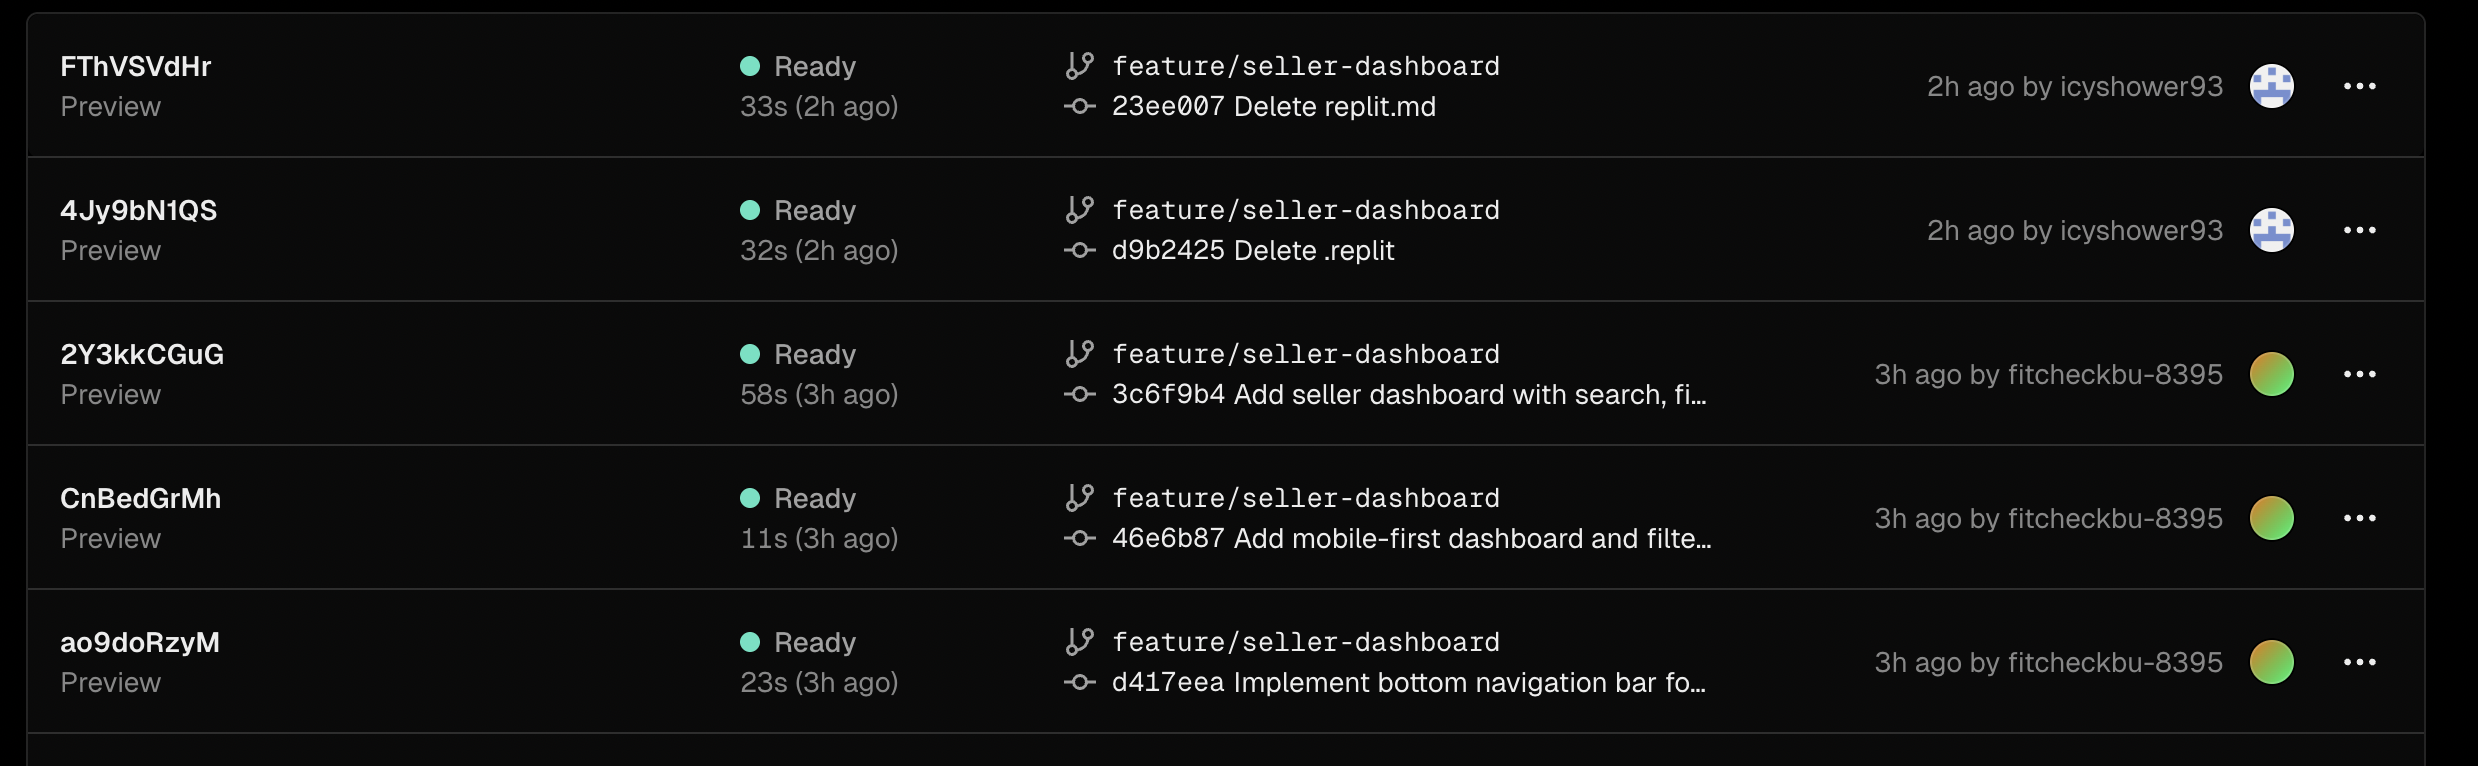 FThVSVdHr
Preview
Ready
33s (2h ago)
feature/seller-dashboard
23ee007 Delete replit.md
2h ago by icyshower93
4Jy9bN1QS
Preview
Ready
32s (2h ago)
feature/seller-dashboard
d9b2425 Delete .replit
2h ago by icyshower93
2Y3kkCGuG
Preview
Ready
58s (3h ago)
feature/seller-dashboard
3c6f9b4 Add seller dashboard with search, fi...
3h ago by fitcheckbu-8395
CnBedGrMh
Preview
Ready
11s (3h ago)
feature/seller-dashboard
46e6b87 Add mobile-first dashboard and filte...
3h ago by fitcheckbu-8395
ao9doRzyM
Preview
Ready
23s (3h ago)
feature/seller-dashboard
d417eea Implement bottom navigation bar fo...
3h ago by fitcheckbu-8395